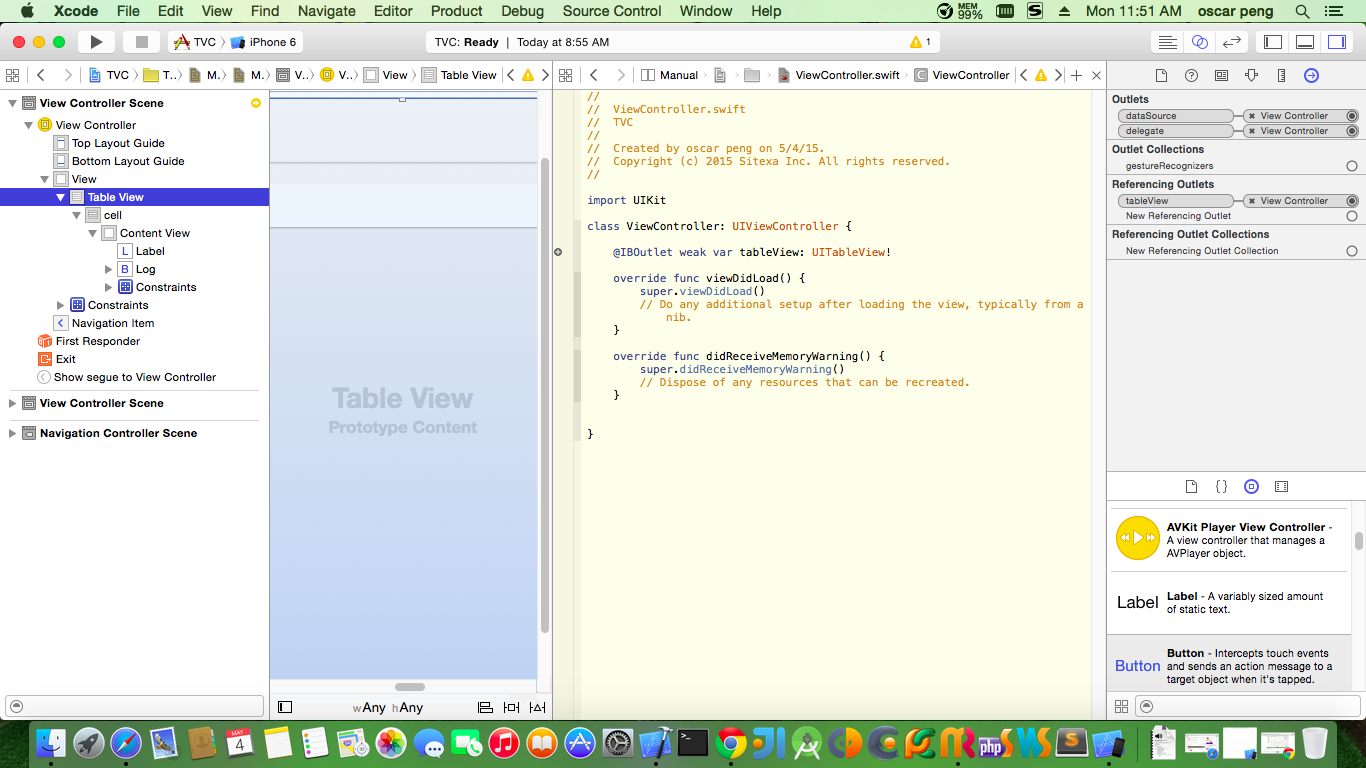 Xcode File Edit View Find Navigate Editor Product Debug Source Control Window Help MEM 99% S Mon 11:51 AM oscar peng
TVC 〉 iPhone 6
TVC: Ready | Today at 8:55 AM
1
TVC T... M... M... V... V... View Table View
Manual ViewController.swift C ViewController
View Controller Scene
View Controller
Top Layout Guide
Bottom Layout Guide
View
Table View
cell
Content View
L Label
B Log
Constraints
Constraints
Navigation Item
First Responder
Exit
Show segue to View Controller
View Controller Scene
Navigation Controller Scene
Table View
Prototype Content
wAny hAny
//
// ViewController.swift
// TVC
//
// Created by oscar peng on 5/4/15.
// Copyright (c) 2015 Sitexa Inc. All rights reserved.
//
import UIKit
class ViewController: UIViewController {
@IBOutlet weak var tableView: UITableView!
override func viewDidLoad() {
super.viewDidLoad()
// Do any additional setup after loading the view, typically from a
nib.
}
override func didReceiveMemoryWarning() {
super.didReceiveMemoryWarning()
// Dispose of any resources that can be recreated.
}
}
Outlets
dataSource View Controller
delegate View Controller
Outlet Collections
gestureRecognizers
Referencing Outlets
tableView View Controller
New Referencing Outlet
Referencing Outlet Collections
New Referencing Outlet Collection
{ }
AVKit Player View Controller -
A view controller that manages a
AVPlayer object.
Label
Label - A variably sized amount
of static text.
Button
Button - Intercepts touch events
and sends an action message to a
target object when it's tapped.
MAY
4
php
WS
S